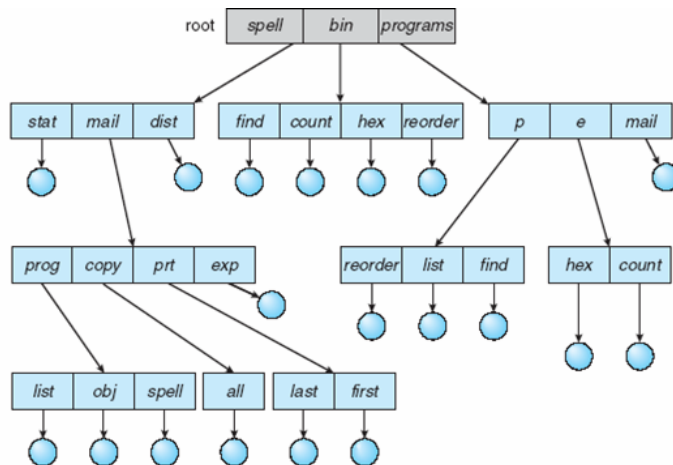 root spell bin programs
stat mail dist find count hex reorder p e mail
prog copy prt exp reorder list find hex count
list obj spell all last first